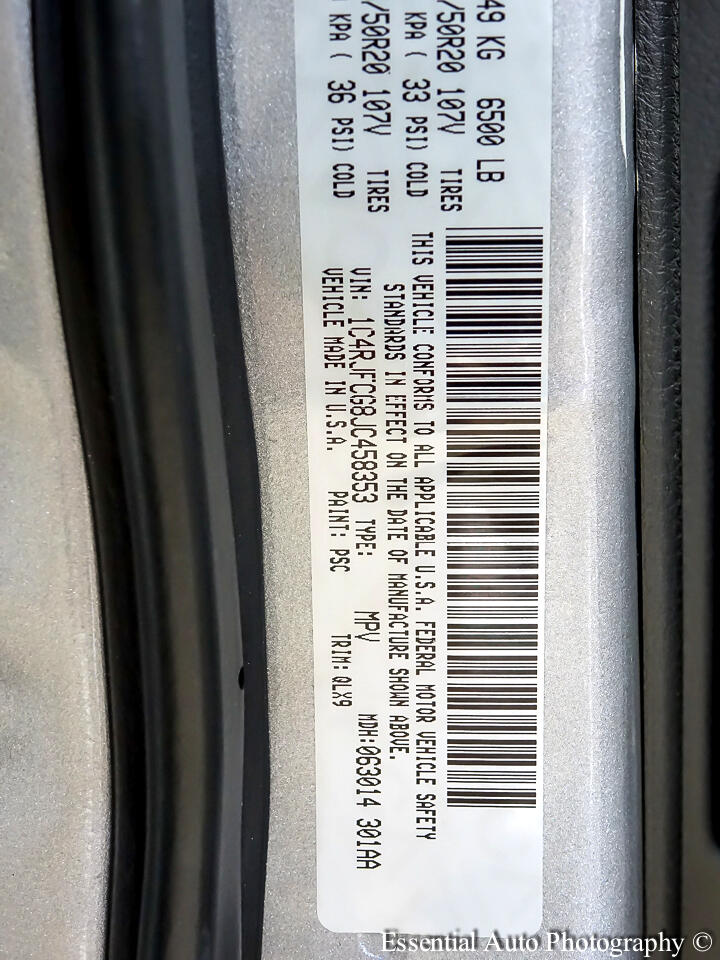 49 KG 6500 LB
/50R20 107V TIRES
KPA ( 33 PSI) COLD
/50R20 107V TIRES
KPA ( 36 PSI) COLD
THIS VEHICLE CONFORMS TO ALL APPLICABLE U.S.A. FEDERAL MOTOR VEHICLE SAFETY
STANDARDS IN EFFECT ON THE DATE OF MANUFACTURE SHOWN ABOVE.
VIN: 1C4RJFCG8JC458353 TYPE: MPV MDH:063014 301AA
VEHICLE MADE IN U.S.A. PAINT: PSC TRIM: QLX9
Essential Auto Photography ©